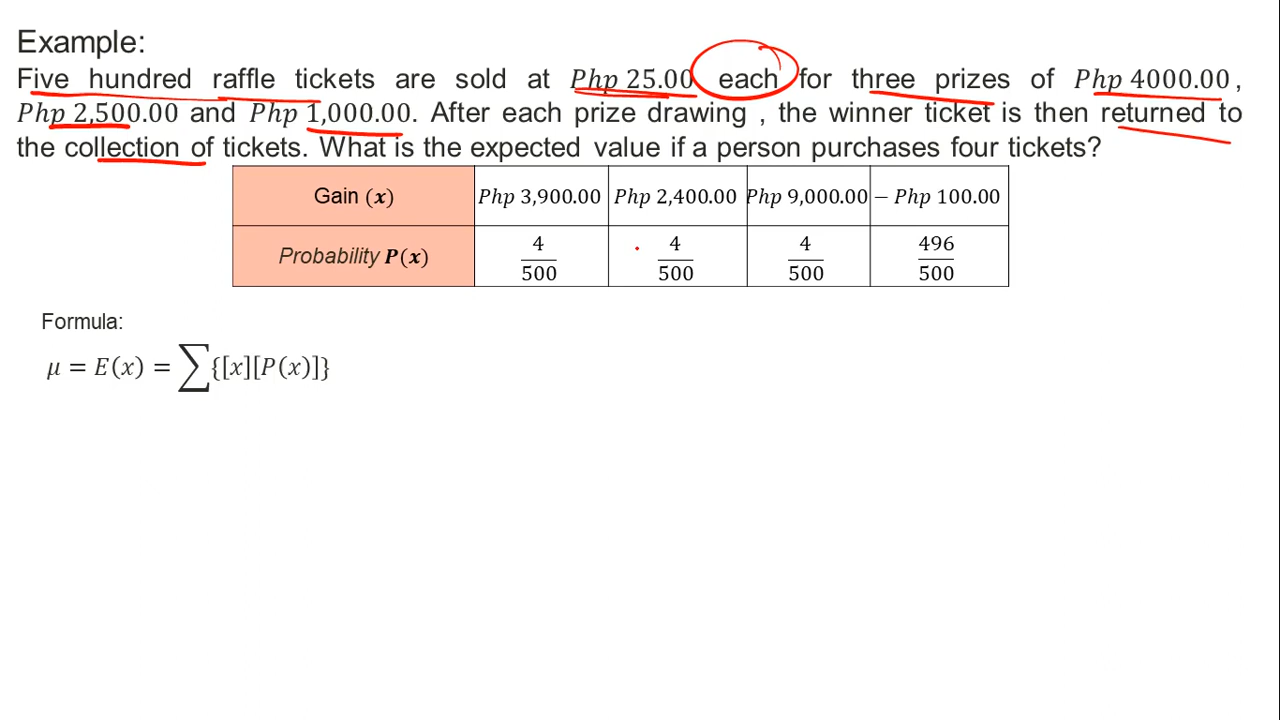 Example:
Five hundred raffle tickets are sold at Php 25.00 each for three prizes of Php 4000.00 ,
Php 2,500.00 and Php 1,000.00. After each prize drawing , the winner ticket is then returned to
the collection of tickets. What is the expected value if a person purchases four tickets?
Gain (x) Php 3,900.00 Php 2,400.00 Php 9,000.00 − Php 100.00
Probability P(x) 4/500 4/500 4/500 496/500
Formula:
μ = E(x) = ∑{[x][P(x)]}